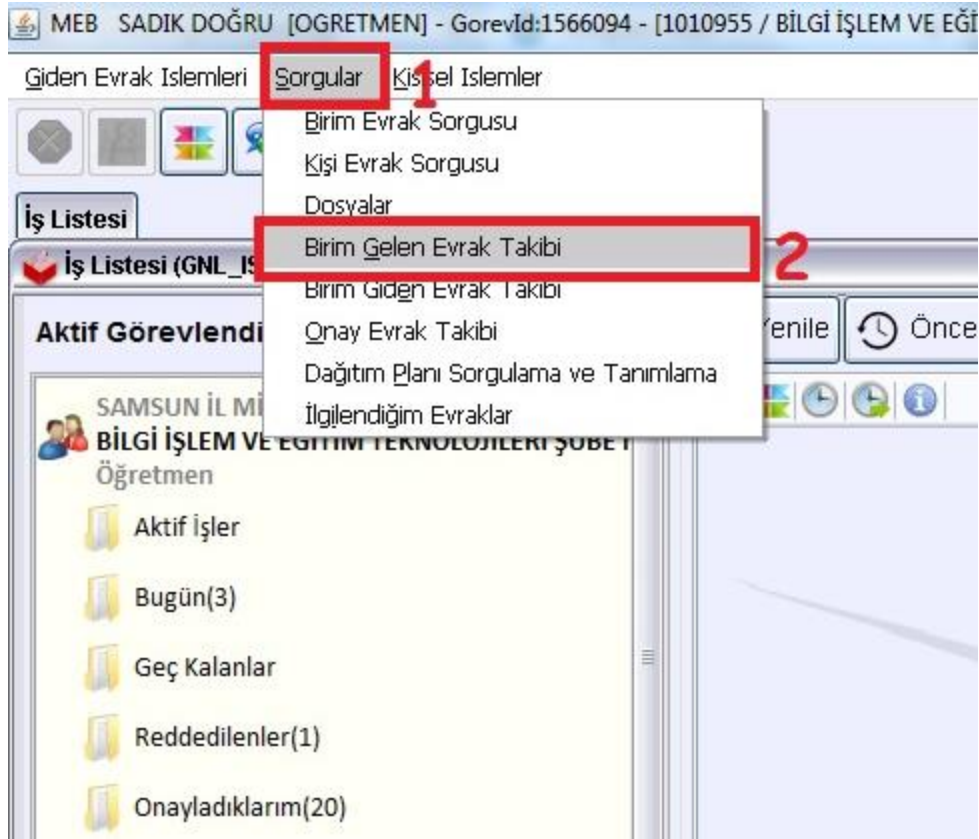 MEB SADIK DOĞRU [OGRETMEN] - GorevId:1566094 - [1010955 / BİLGİ İŞLEM VE EĞİ
Giden Evrak Islemleri Sorgular Kissel Islemler
1
Birim Evrak Sorgusu
Kişi Evrak Sorgusu
Dosyalar
Birim Gelen Evrak Takibi
2
Birim Giden Evrak Takibi
Onay Evrak Takibi
Dağıtım Planı Sorgulama ve Tanımlama
İlgilendiğim Evraklar
İş Listesi
İş Listesi (GNL_IS
Aktif Görevlendi
enile Önce
SAMSUN İL Mİ
BİLGİ İŞLEM VE EĞİTİM TEKNOLOJİLERİ ŞUBE
Öğretmen
Aktif İşler
Bugün(3)
Geç Kalanlar
Reddedilenler(1)
Onayladıklarım(20)